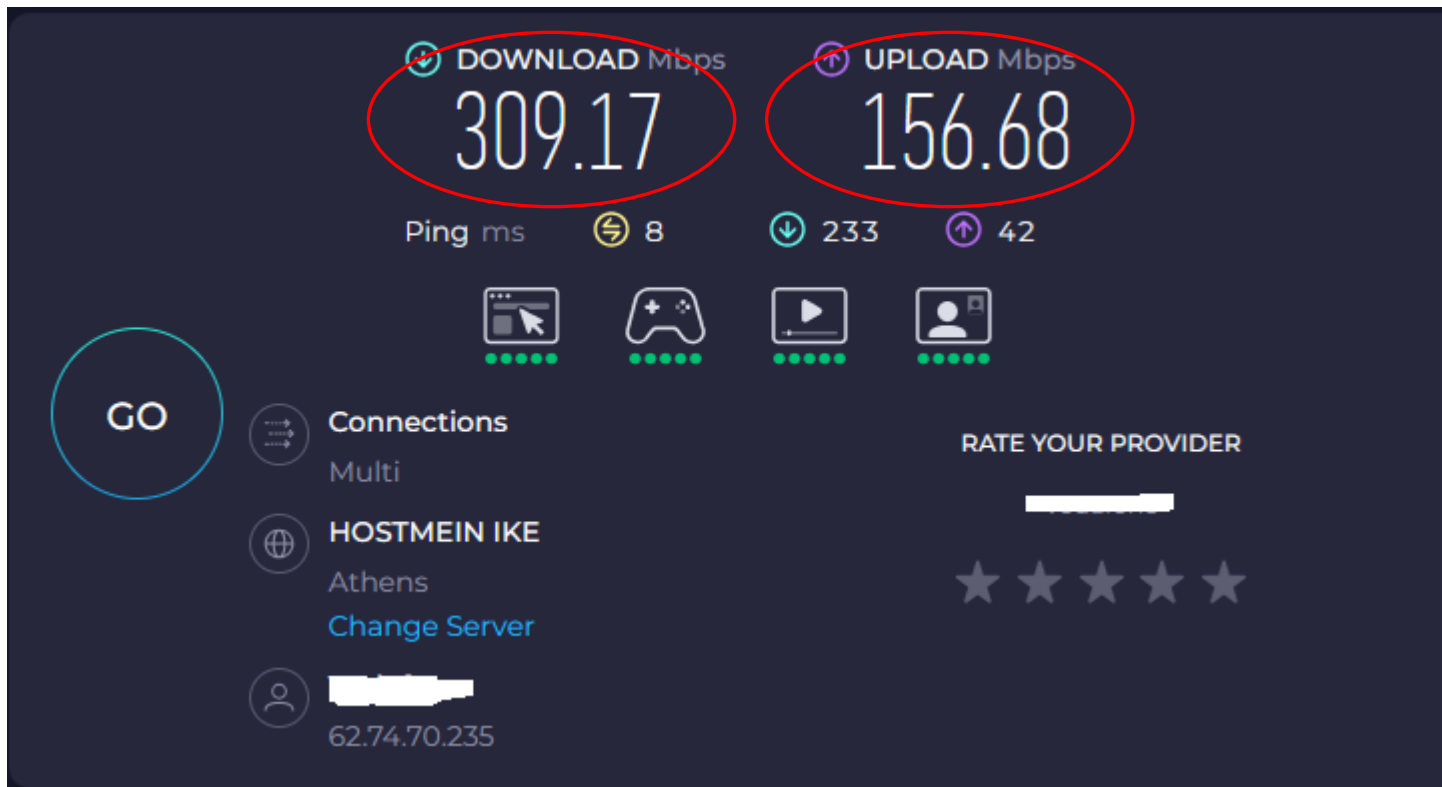 DOWNLOAD Mbps
309.17
UPLOAD Mbps
156.68
Ping ms 8 233 42
GO
Connections
Multi
HOSTMEIN IKE
Athens
Change Server
62.74.70.235
RATE YOUR PROVIDER